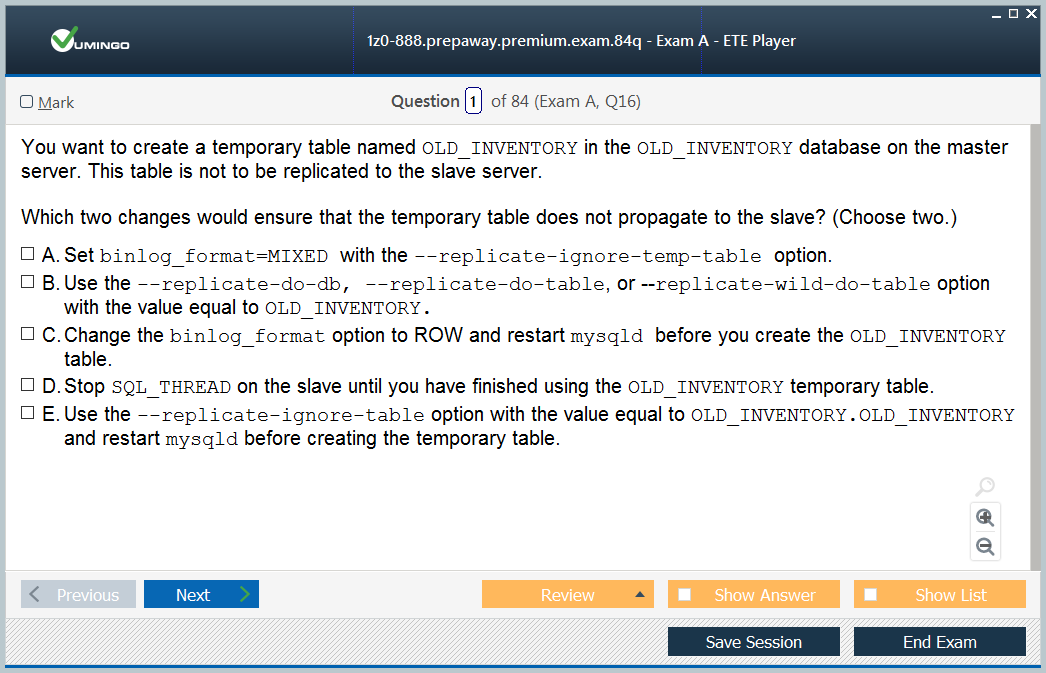 VUMINGO
1z0-888.prepaway.premium.exam.84q - Exam A - ETE Player
Mark
Question 1 of 84 (Exam A, Q16)
You want to create a temporary table named OLD_INVENTORY in the OLD_INVENTORY database on the master
server. This table is not to be replicated to the slave server.
Which two changes would ensure that the temporary table does not propagate to the slave? (Choose two.)
A. Set binlog_format=MIXED with the --replicate-ignore-temp-table option.
B. Use the --replicate-do-db, --replicate-do-table, or --replicate-wild-do-table option
with the value equal to OLD_INVENTORY.
C. Change the binlog_format option to ROW and restart mysqld before you create the OLD_INVENTORY
table.
D. Stop SQL_THREAD on the slave until you have finished using the OLD_INVENTORY temporary table.
E. Use the --replicate-ignore-table option with the value equal to OLD_INVENTORY.OLD_INVENTORY
and restart mysqld before creating the temporary table.
Previous
Next
Review
Show Answer
Show List
Save Session
End Exam